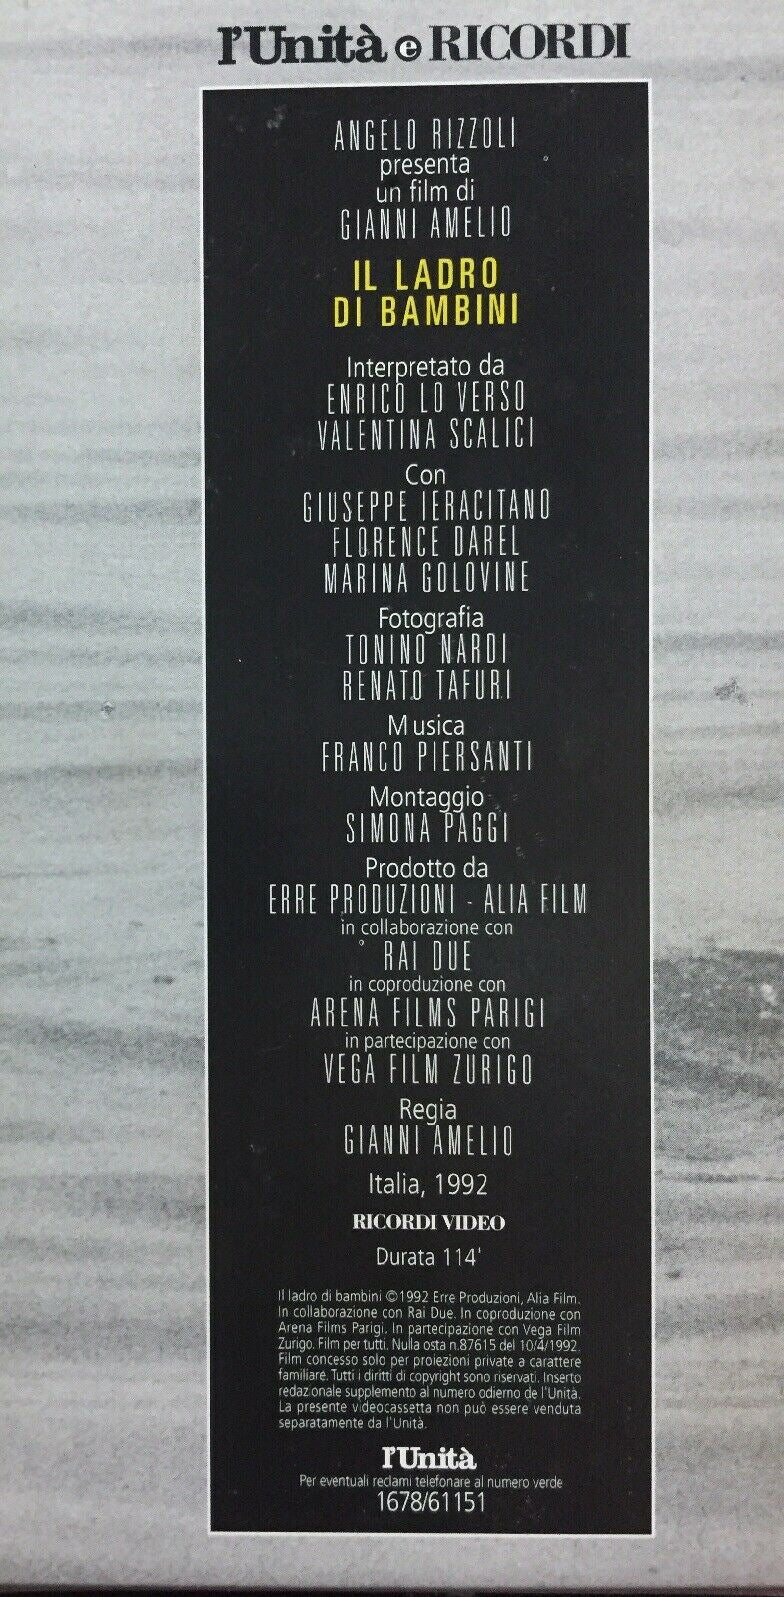 l'Unità e RICORDI
ANGELO RIZZOLI
presenta
un film di
GIANNI AMELIO
IL LADRO
DI BAMBINI
Interpretato da
ENRICO LO VERSO
VALENTINA SCALICI
Con
GIUSEPPE IERACITANO
FLORENCE DAREL
MARINA GOLOVINE
Fotografia
TONINO NARDI
RENATO TAFURI
Musica
FRANCO PIERSANTI
Montaggio
SIMONA PAGGI
Prodotto da
ERRE PRODUZIONI - ALIA FILM
in collaborazione con
RAI DUE
in coproduzione con
ARENA FILMS PARIGI
in partecipazione con
VEGA FILM ZURIGO
Regia
GIANNI AMELIO
Italia, 1992
RICORDI VIDEO
Durata 114'
Il ladro di bambini ©1992 Erre Produzioni, Alia Film.
In collaborazione con Rai Due. In coproduzione con
Arena Films Parigi. In partecipazione con Vega Film
Zurigo. Film per tutti. Nulla osta n.87615 del 10/4/1992.
Film concesso solo per proiezioni private a carattere
familiare. Tutti i diritti di copyright sono riservati. Inserto
redazionale supplemento al numero odierno de l'Unità.
La presente videocassetta non può essere venduta
separatamente da l'Unità.
l'Unità
Per eventuali reclami telefonare al numero verde
1678/61151